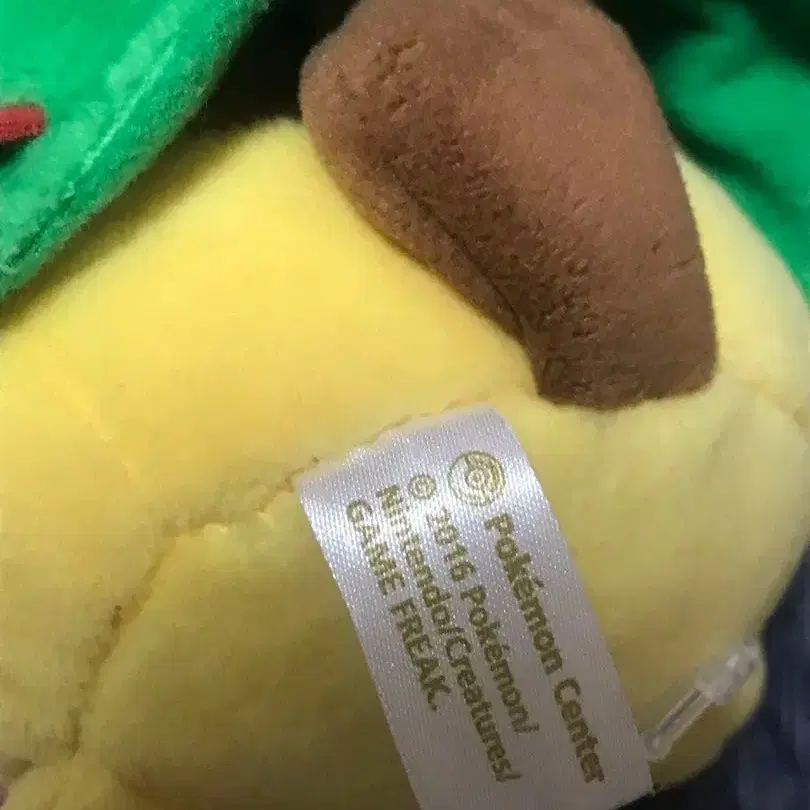 Pokémon Center
© 2016 Pokémon/
Nintendo/Creatures/
GAME FREAK.